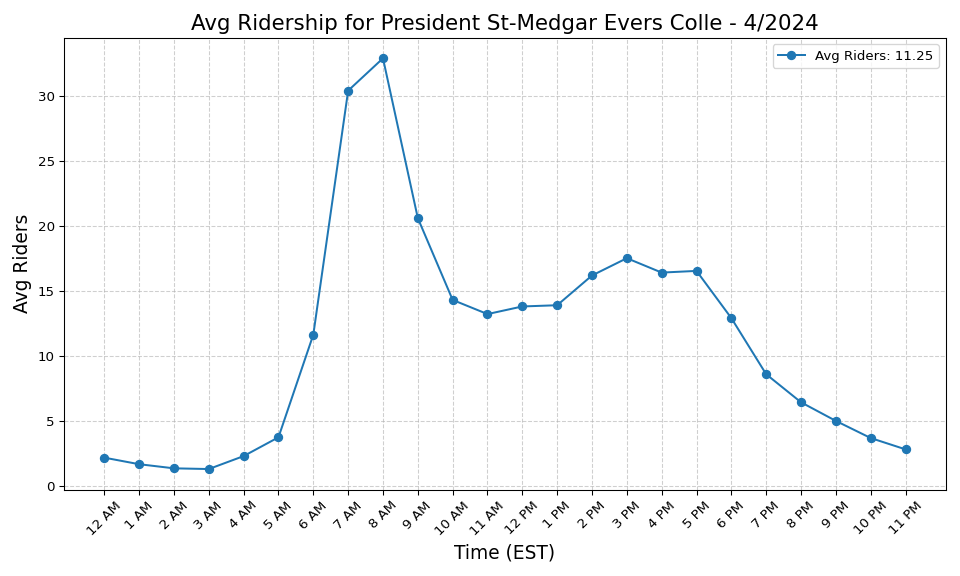 Avg Ridership for President St-Medgar Evers Colle - 4/2024
Avg Riders: 11.25
Avg Riders
30
25
20
15
10
5
0
12 AM
1 AM
2 AM
3 AM
4 AM
5 AM
6 AM
7 AM
8 AM
9 AM
10 AM
11 AM
12 PM
1 PM
2 PM
3 PM
4 PM
5 PM
6 PM
7 PM
8 PM
9 PM
10 PM
11 PM
Time (EST)